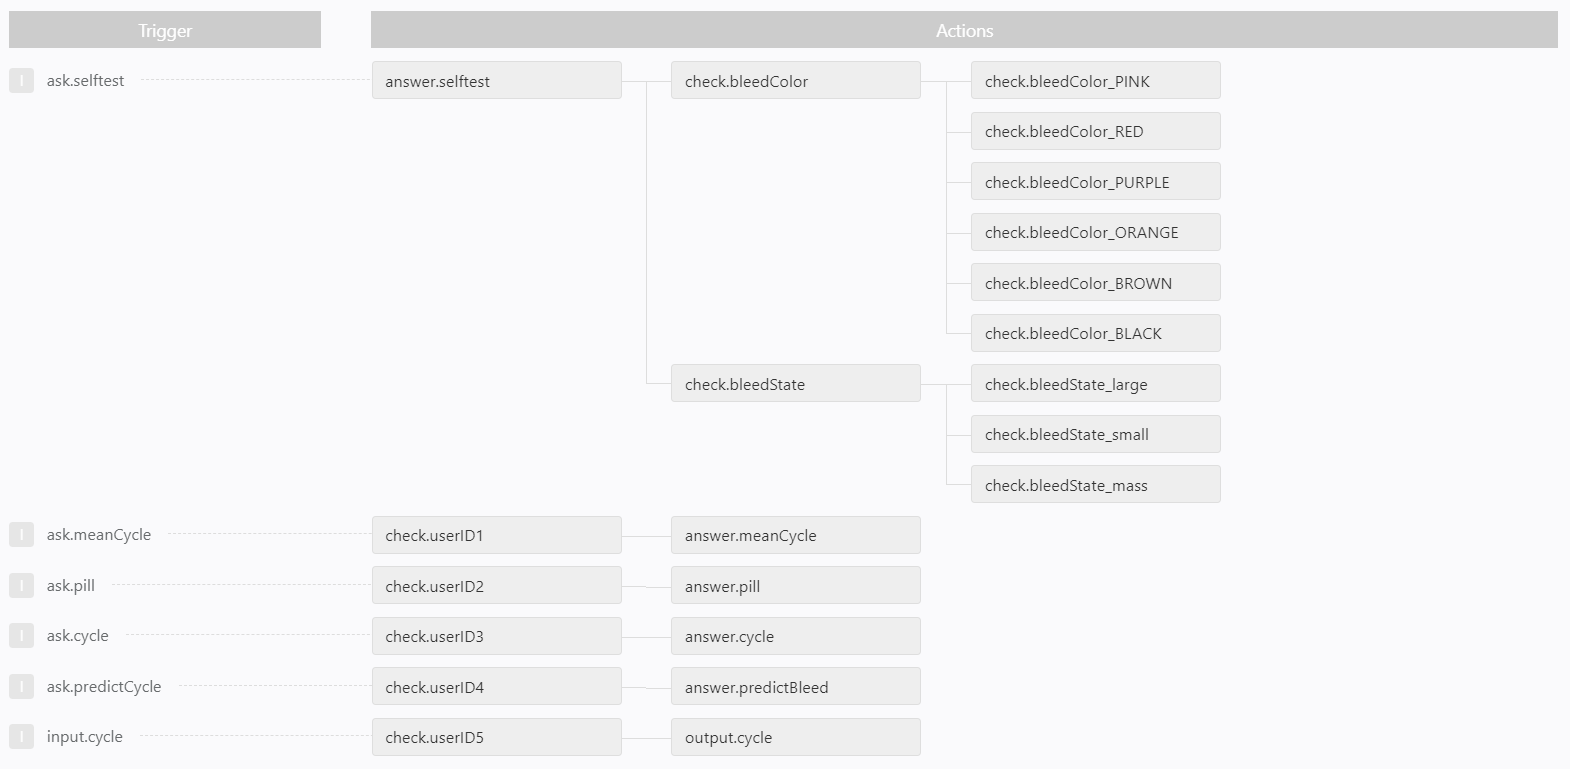 Trigger
Actions
I
ask.selftest
answer.selftest
check.bleedColor
check.bleedColor_PINK
check.bleedColor_RED
check.bleedColor_PURPLE
check.bleedColor_ORANGE
check.bleedColor_BROWN
check.bleedColor_BLACK
check.bleedState
check.bleedState_large
check.bleedState_small
check.bleedState_mass
I
ask.meanCycle
check.userID1
answer.meanCycle
I
ask.pill
check.userID2
answer.pill
I
ask.cycle
check.userID3
answer.cycle
I
ask.predictCycle
check.userID4
answer.predictBleed
I
input.cycle
check.userID5
output.cycle